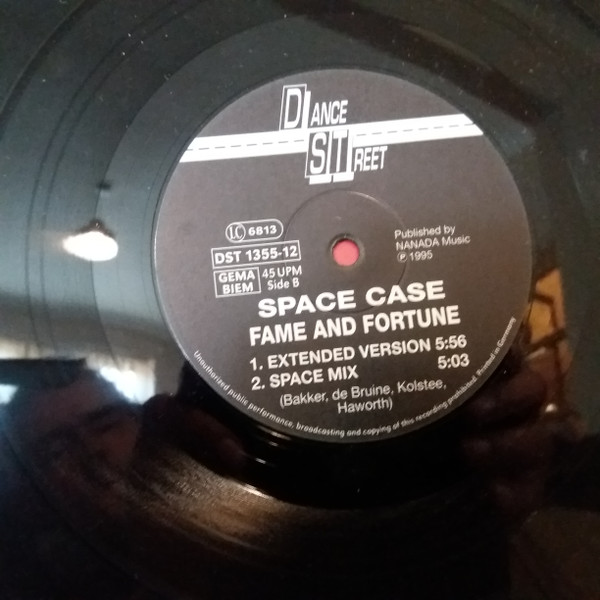 DANCE
STREET
LC 6813
DST 1355-12
GEMA
BIEM
45 UPM
Side B
Published by
NANADA Music
℗ 1995
SPACE CASE
FAME AND FORTUNE
1. EXTENDED VERSION 5:56
2. SPACE MIX 5:03
(Bakker, de Bruine, Kolstee,
Haworth)
Unauthorized public performance, broadcasting and copying of this recording prohibited. Printed in Germany